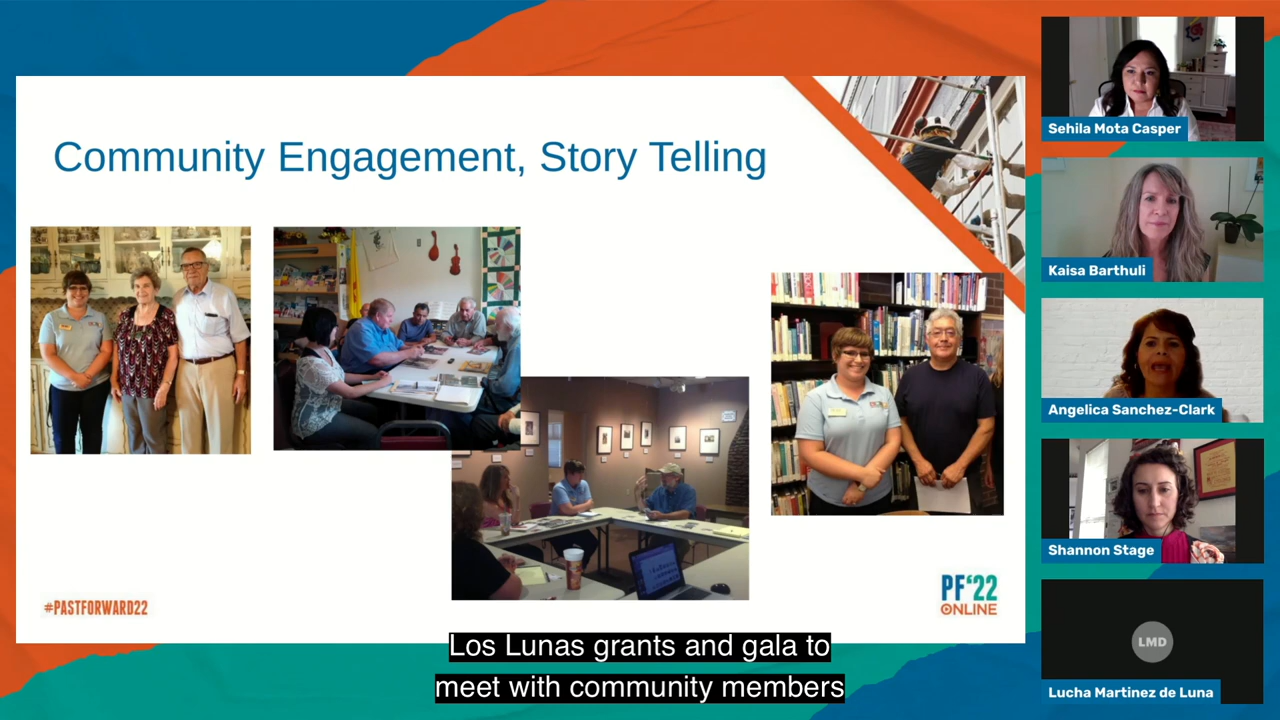 Community Engagement, Story Telling
#PASTFORWARD22
PF'22
ONLINE
Los Lunas grants and gala to
meet with community members
Sehila Mota Casper
Kaisa Barthuli
Angelica Sanchez-Clark
Shannon Stage
LMD
Lucha Martinez de Luna